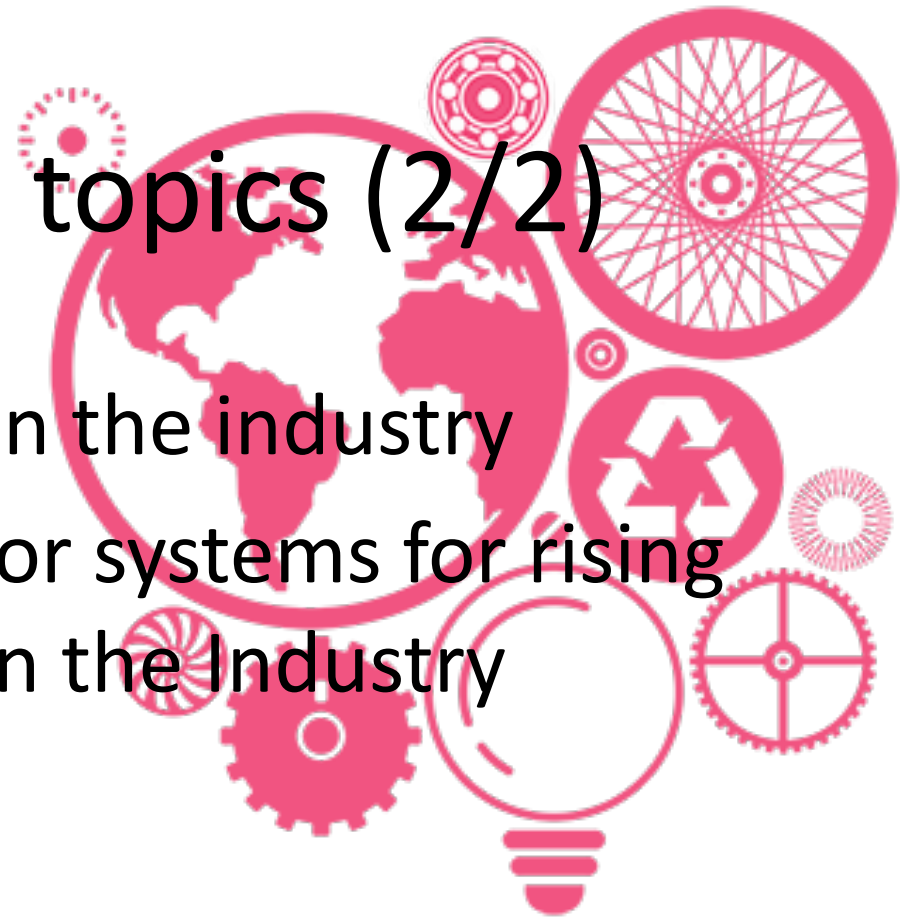 topics (2/2)
n the industry
or systems for rising
n the Industry